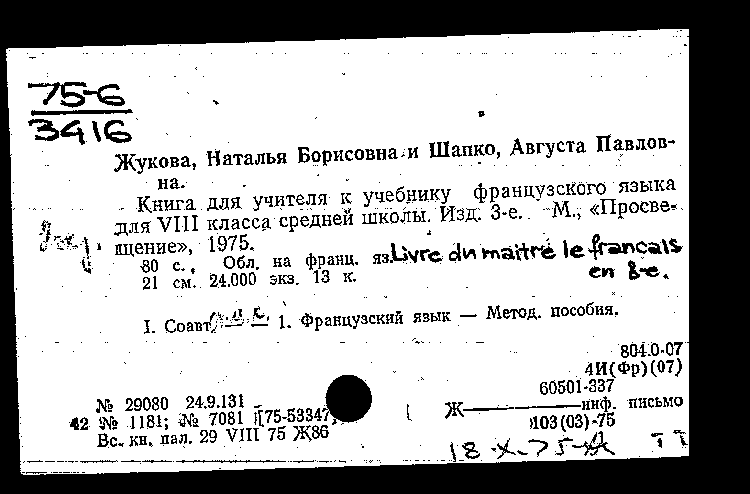 75-6
3416
Жукова, Наталья Борисовна и Шапко, Августа Павлов-
на.
Книга для учителя к учебнику французского языка
для VIII класса средней школы. Изд. 3-е. М., «Просве-
щение», 1975.
80 с., Обл. на франц. яз. Livre du maitre le francais
en 8-e.
21 см. 24.000 экз. 13 к.
I. Соавт. 1. Французский язык — Метод. пособия.
804.0-07
4И(Фр)(07)
№ 29080 24.9.131
60501-337
42 № 1181; № 7081 [75-53347]
Ж — инф. письмо
103(03)-75
Вс. кн. пал. 29 VIII 75 Ж86
18.X.75